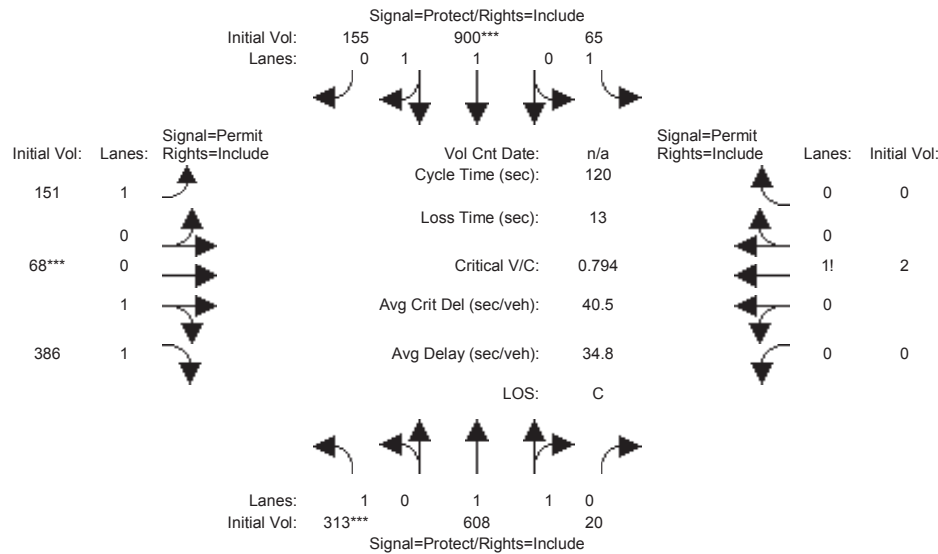 Signal=Protect/Rights=Include
Initial Vol: 155 900*** 65
Lanes: 0 1 1 0 1
Signal=Permit
Initial Vol: Lanes: Rights=Include
Vol Cnt Date: n/a
Signal=Permit
Rights=Include Lanes: Initial Vol:
Cycle Time (sec): 120
151 1
0 0
Loss Time (sec): 13
0
0
68*** 0
Critical V/C: 0.794
1! 2
1
Avg Crit Del (sec/veh): 40.5
0
386 1
Avg Delay (sec/veh): 34.8
0 0
LOS: C
Lanes: 1 0 1 1 0
Initial Vol: 313*** 608 20
Signal=Protect/Rights=Include